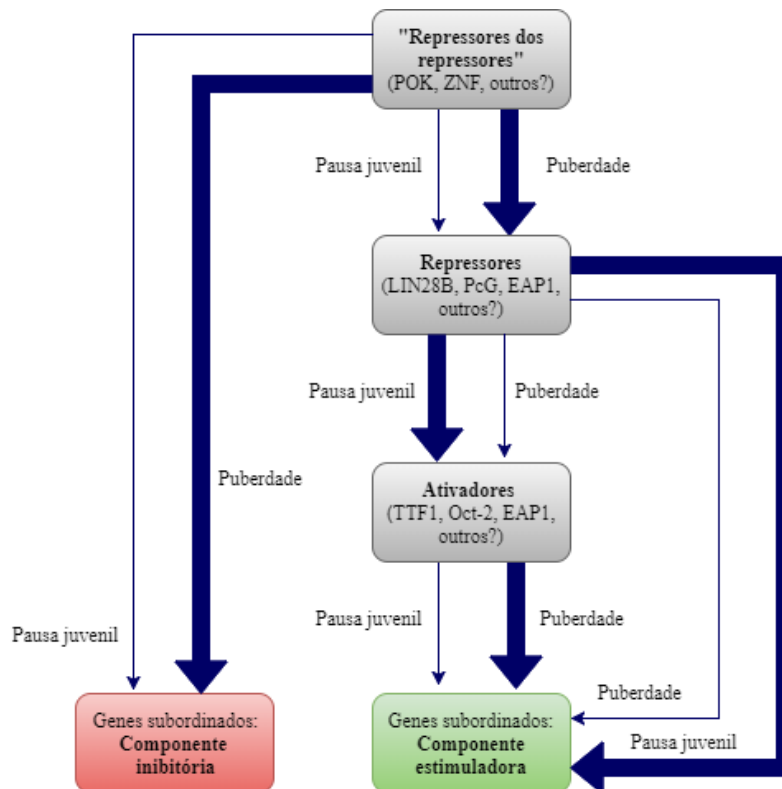 "Repressores dos
repressores"
(POK, ZNF, outros?)
Pausa juvenil
Puberdade
Repressores
(LIN28B, PcG, EAP1,
outros?)
Pausa juvenil
Puberdade
Puberdade
Ativadores
(TTF1, Oct-2, EAP1,
outros?)
Pausa juvenil
Pausa juvenil
Puberdade
Puberdade
Pausa juvenil
Genes subordinados:
Componente
inibitória
Genes subordinados:
Componente
estimuladora